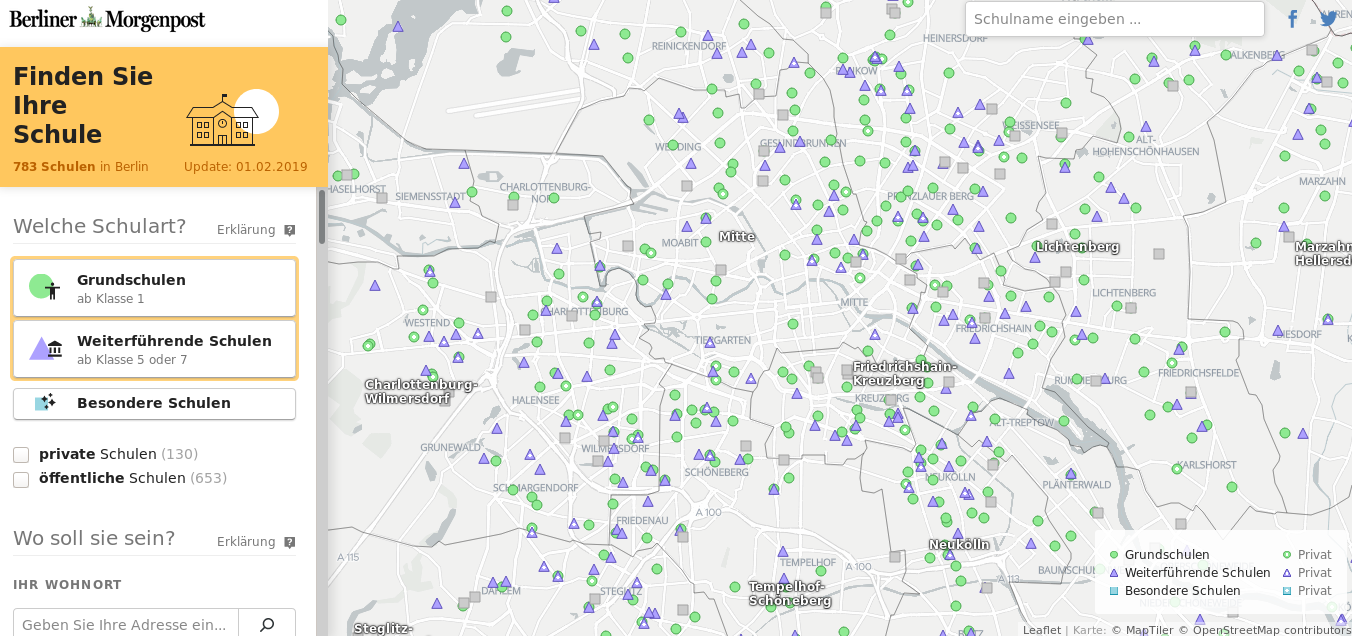 Berliner Morgenpost
Finden Sie
Ihre
Schule
783 Schulen in Berlin
Update: 01.02.2019
Welche Schulart?
Erklärung ?
Grundschulen
ab Klasse 1
Weiterführende Schulen
ab Klasse 5 oder 7
Besondere Schulen
private Schulen (130)
öffentliche Schulen (653)
Wo soll sie sein?
Erklärung ?
IHR WOHNORT
Geben Sie Ihre Adresse ein...
Schulname eingeben ...
REINICKENDORF
HEINERSDORF
PANKOW
WEISSENSEE
ALT-
HOHENSCHÖNHAUSEN
MARZAHN
WEDDING
GESUNDBRUNNEN
HASELHORST
SIEMENSSTADT
CHARLOTTENBURG-
NORD
PRENZLAUER BERG
MOABIT
Mitte
Lichtenberg
Marzahn
Hellersd
LICHTENBERG
MITTE
CHARLOTTENBURG
WESTEND
TIERGARTEN
FRIEDRICHSHAIN
BIESDORF
Friedrichshain-
Kreuzberg
FRIEDRICHSFELDE
RUMMELSBURG
Charlottenburg-
Wilmersdorf
HALENSEE
KREUZBERG
ALT-TREPTOW
GRUNEWALD
WILMERSDORF
SCHÖNEBERG
KARLSHORST
NEUKÖLLN
PLÄNTERWALD
SCHMARGENDORF
FRIEDENAU
A 100
A 115
Neukölln
TEMPELHOF
A 100
A 113
BAUMSCHU
Tempelhof-
Schöneberg
DAHLEM
STEGLITZ
Steglitz-
Grundschulen
Privat
Weiterführende Schulen
Privat
Besondere Schulen
Privat
Leaflet | Karte: © MapTiler © OpenStreetMap contributors